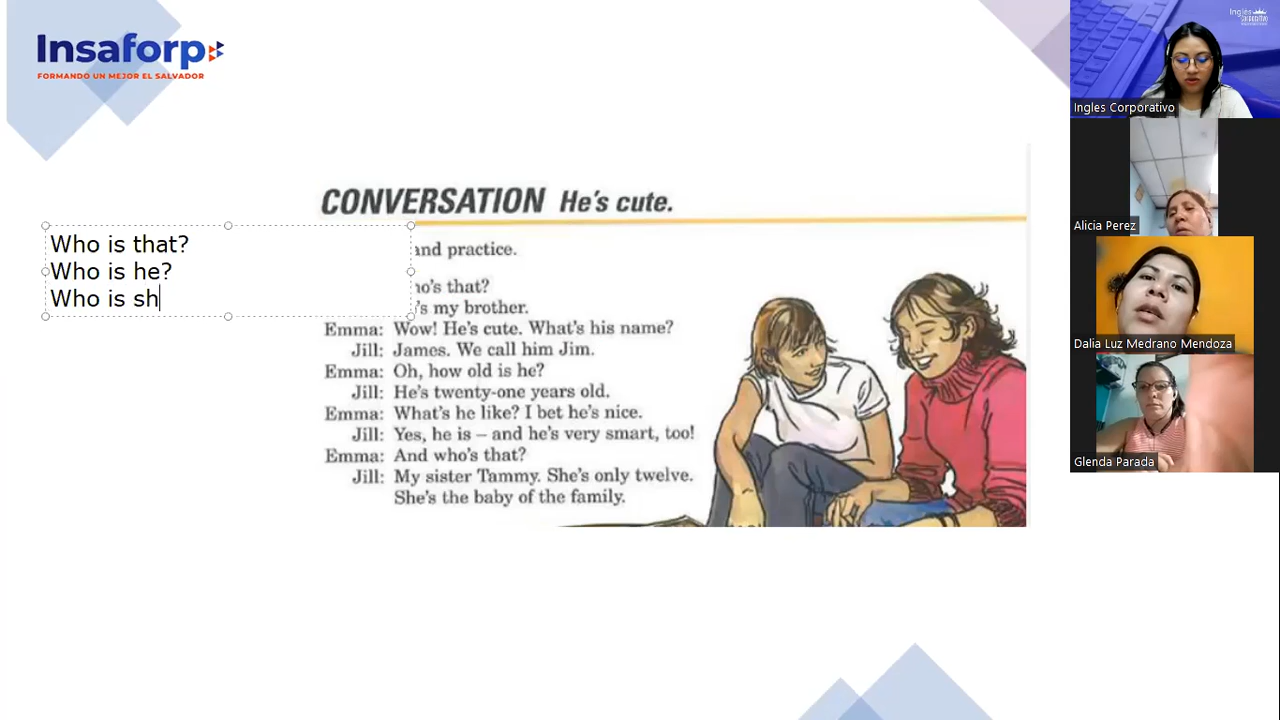 Insaforp
FORMANDO UN MEJOR EL SALVADOR
CONVERSATION He's cute.
Who is that?
Who is he?
Who is sh
and practice.
ho's that?
's my brother.
Emma: Wow! He's cute. What's his name?
Jill: James. We call him Jim.
Emma: Oh, how old is he?
Jill: He's twenty-one years old.
Emma: What's he like? I bet he's nice.
Jill: Yes, he is – and he's very smart, too!
Emma: And who's that?
Jill: My sister Tammy. She's only twelve.
She's the baby of the family.
Ingles
Ingles Corporativo
Alicia Perez
Dalia Luz Medrano Mendoza
Glenda Parada